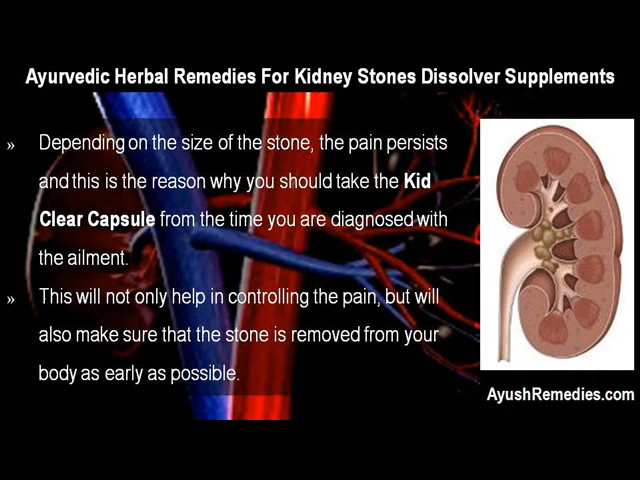 Ayurvedic Herbal Remedies For Kidney Stones Dissolver Supplements
» Depending on the size of the stone, the pain persists
and this is the reason why you should take the Kid
Clear Capsule from the time you are diagnosed with
the ailment.
» This will not only help in controlling the pain, but will
also make sure that the stone is removed from your
body as early as possible.
AyushRemedies.com